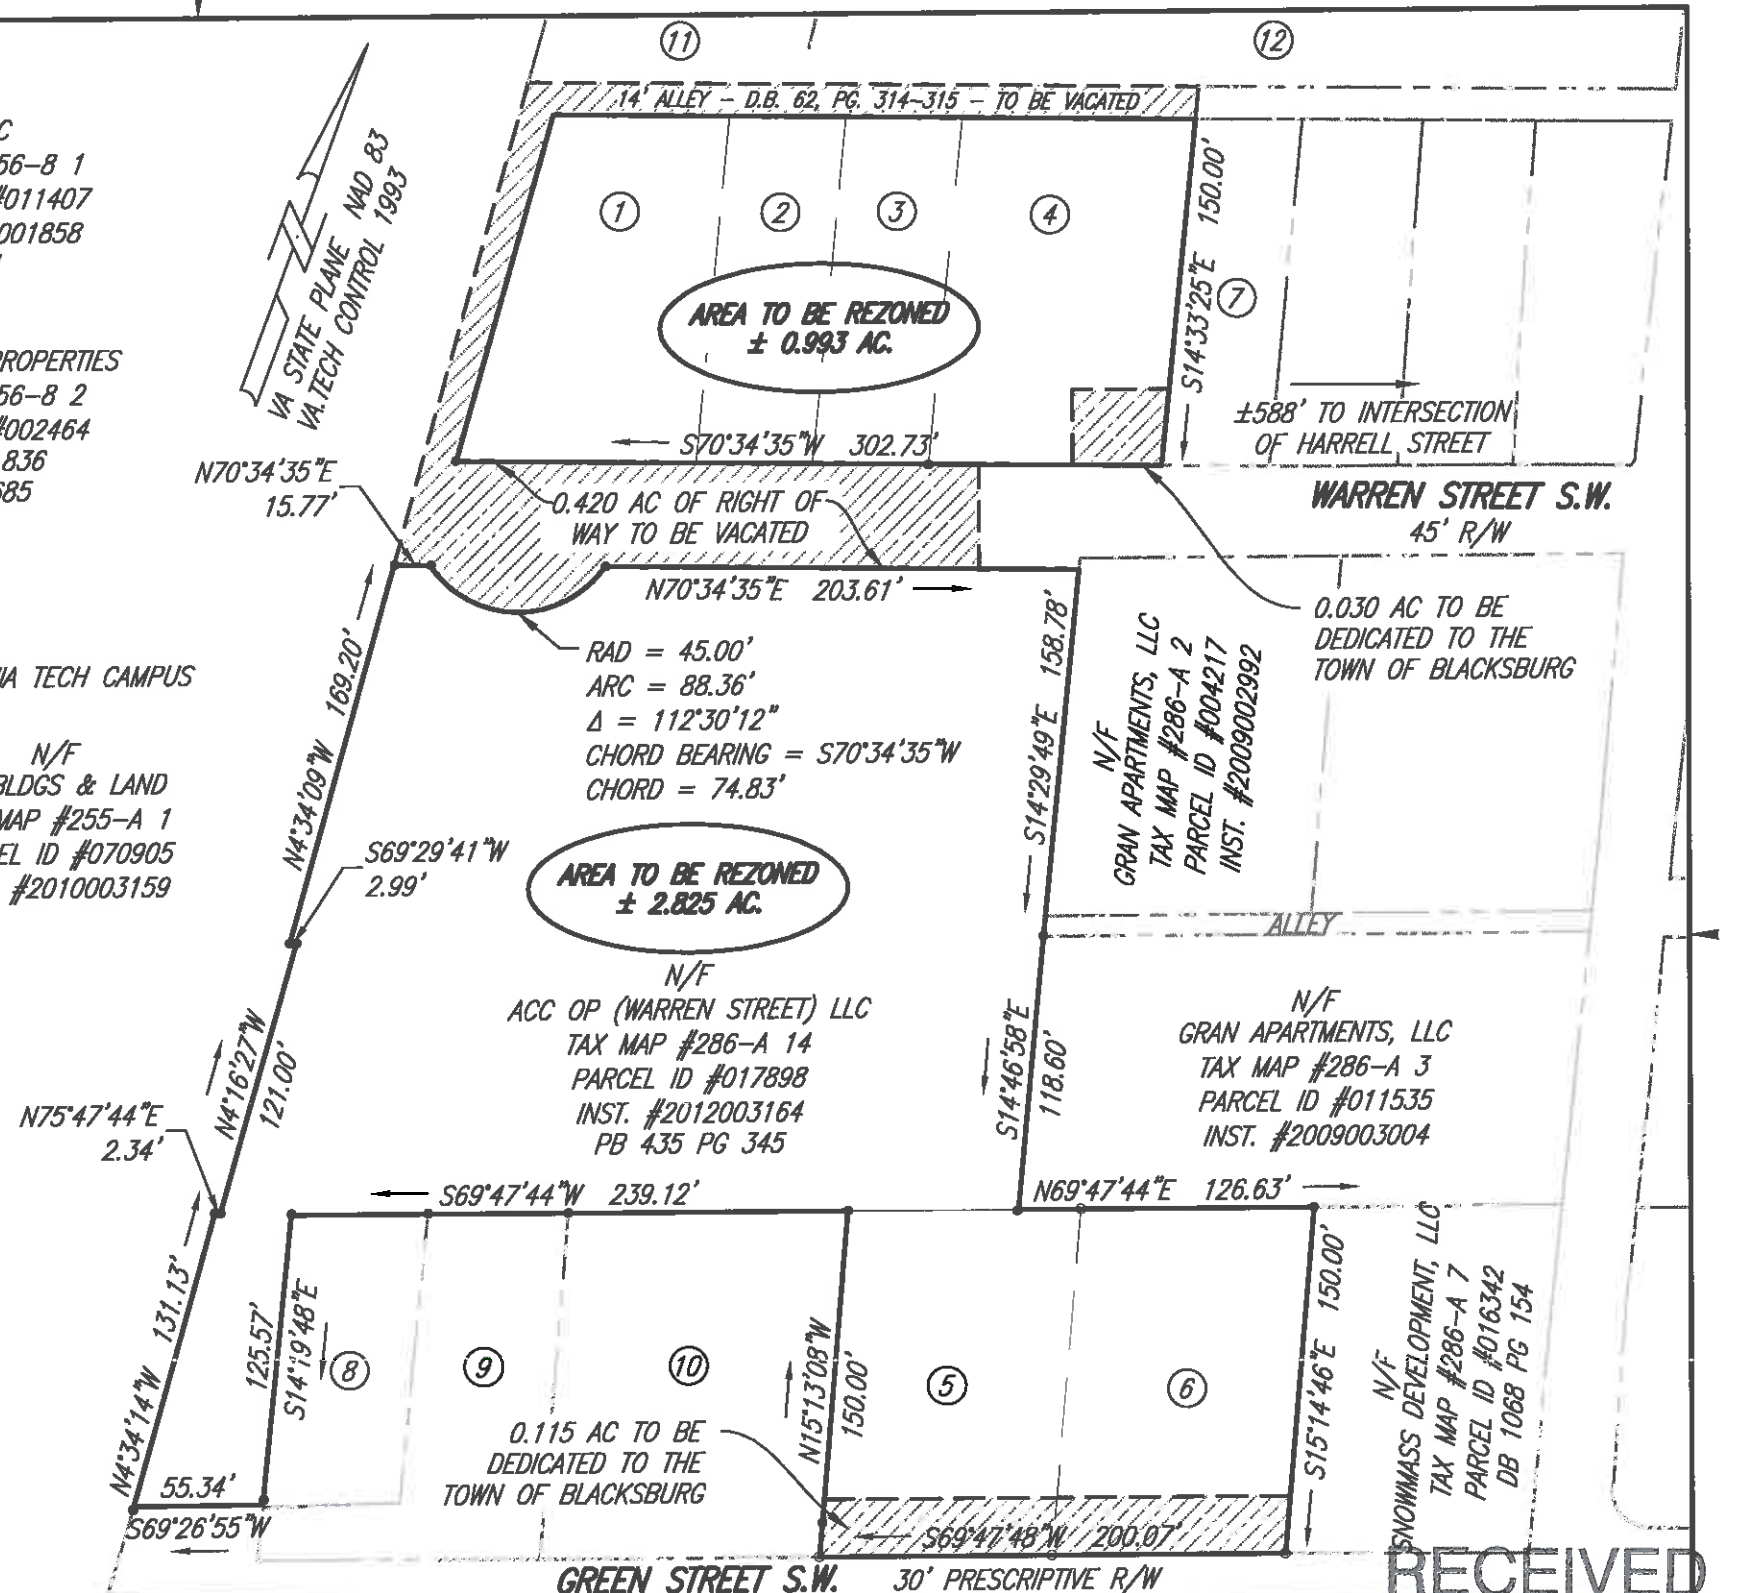 11
12
14' ALLEY – D.B. 62, PG. 314–315 – TO BE VACATED
C
56–8 1
#011407
001858
PROPERTIES
56–8 2
#002464
836
685
VA STATE PLANE NAD 83
VA.TECH CONTROL 1993
1
2
3
4
7
AREA TO BE REZONED
± 0.993 AC.
S14°33'25"E 150.00'
±588' TO INTERSECTION
OF HARRELL STREET
S70°34'35"W 302.73'
N70°34'35"E
15.77'
0.420 AC OF RIGHT OF
WAY TO BE VACATED
WARREN STREET S.W.
45' R/W
N70°34'35"E 203.61'
0.030 AC TO BE
DEDICATED TO THE
TOWN OF BLACKSBURG
RAD = 45.00'
ARC = 88.36'
Δ = 112°30'12"
CHORD BEARING = S70°34'35"W
CHORD = 74.83'
N4°34'09"W 169.20'
S14°29'49"E 158.78'
N/F
GRAN APARTMENTS, LLC
TAX MAP #286–A 2
PARCEL ID #004217
INST. #2009002992
IA TECH CAMPUS
N/F
BLDGS & LAND
MAP #255–A 1
EL ID #070905
#2010003159
S69°29'41"W
2.99'
AREA TO BE REZONED
± 2.825 AC.
ALLEY
N/F
ACC OP (WARREN STREET) LLC
TAX MAP #286–A 14
PARCEL ID #017898
INST. #2012003164
PB 435 PG 345
N/F
GRAN APARTMENTS, LLC
TAX MAP #286–A 3
PARCEL ID #011535
INST. #2009003004
S14°46'58"E
118.60'
N4°16'27"W
121.00'
N75°47'44"E
2.34'
S69°47'44"W 239.12'
N69°47'44"E 126.63'
N4°34'14"W 131.13'
125.57'
S14°19'48"E
8
9
10
5
6
N15°13'08"W
150.00'
S15°14'46"E 150.00'
N/F
SNOWMASS DEVELOPMENT, LLC
TAX MAP #286–A 7
PARCEL ID #016342
DB 1068 PG 154
0.115 AC TO BE
DEDICATED TO THE
TOWN OF BLACKSBURG
55.34'
S69°26'55"W
S69°47'48"W 200.07'
GREEN STREET S.W. 30' PRESCRIPTIVE R/W
RECEIVED